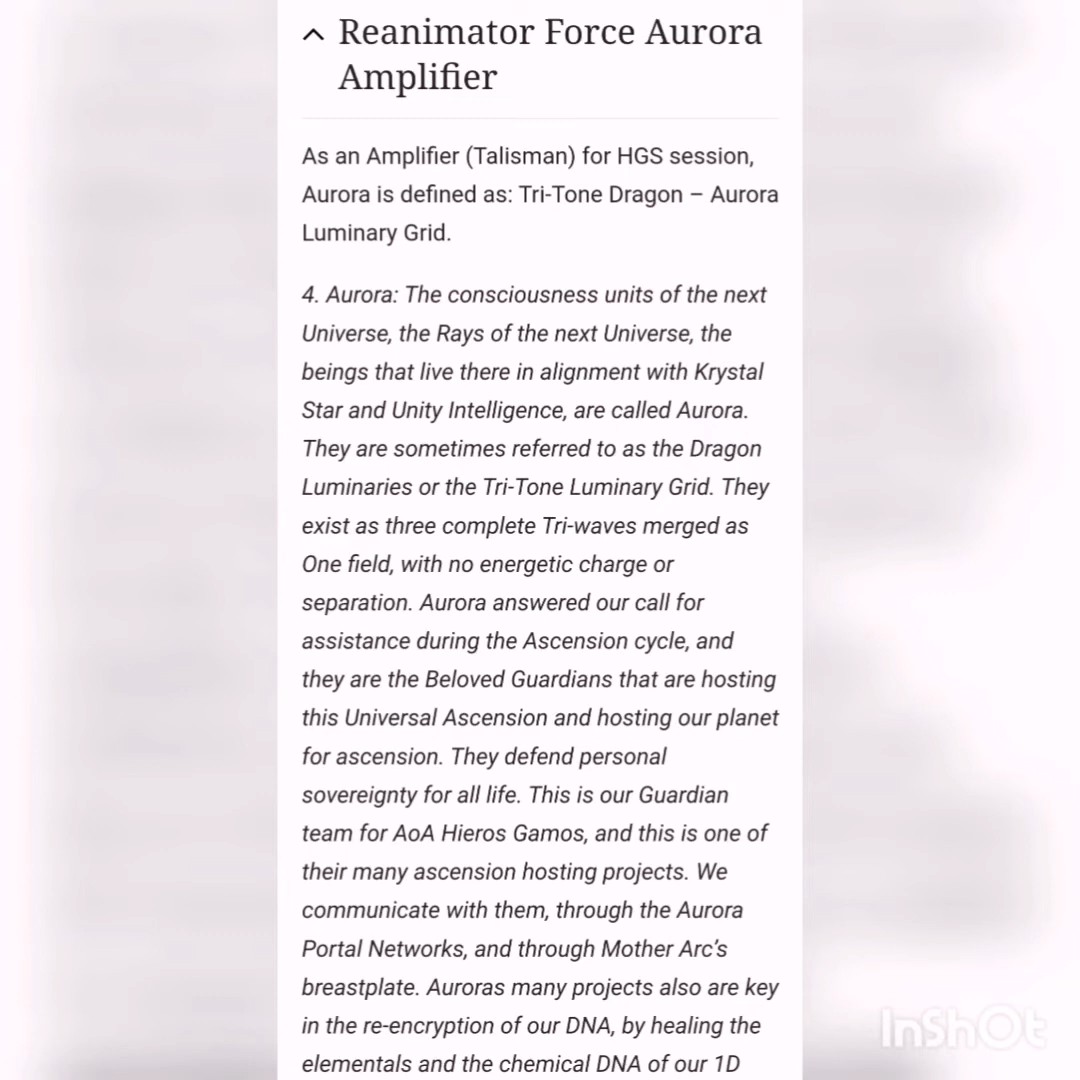 Reanimator Force Aurora
Amplifier
As an Amplifier (Talisman) for HGS session,
Aurora is defined as: Tri-Tone Dragon – Aurora
Luminary Grid.
4. Aurora: The consciousness units of the next
Universe, the Rays of the next Universe, the
beings that live there in alignment with Krystal
Star and Unity Intelligence, are called Aurora.
They are sometimes referred to as the Dragon
Luminaries or the Tri-Tone Luminary Grid. They
exist as three complete Tri-waves merged as
One field, with no energetic charge or
separation. Aurora answered our call for
assistance during the Ascension cycle, and
they are the Beloved Guardians that are hosting
this Universal Ascension and hosting our planet
for ascension. They defend personal
sovereignty for all life. This is our Guardian
team for AoA Hieros Gamos, and this is one of
their many ascension hosting projects. We
communicate with them, through the Aurora
Portal Networks, and through Mother Arc’s
breastplate. Auroras many projects also are key
in the re-encryption of our DNA, by healing the
elementals and the chemical DNA of our 1D
InShOt